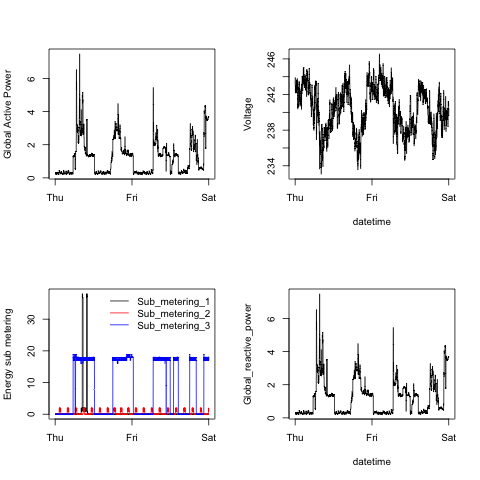 Global Active Power
6
4
2
0
Thu Fri Sat
Voltage
246
242
238
234
Thu Fri Sat
datetime
Energy sub metering
30
20
10
0
Sub_metering_1
Sub_metering_2
Sub_metering_3
Thu Fri Sat
Global_reactive_power
6
4
2
0
Thu Fri Sat
datetime